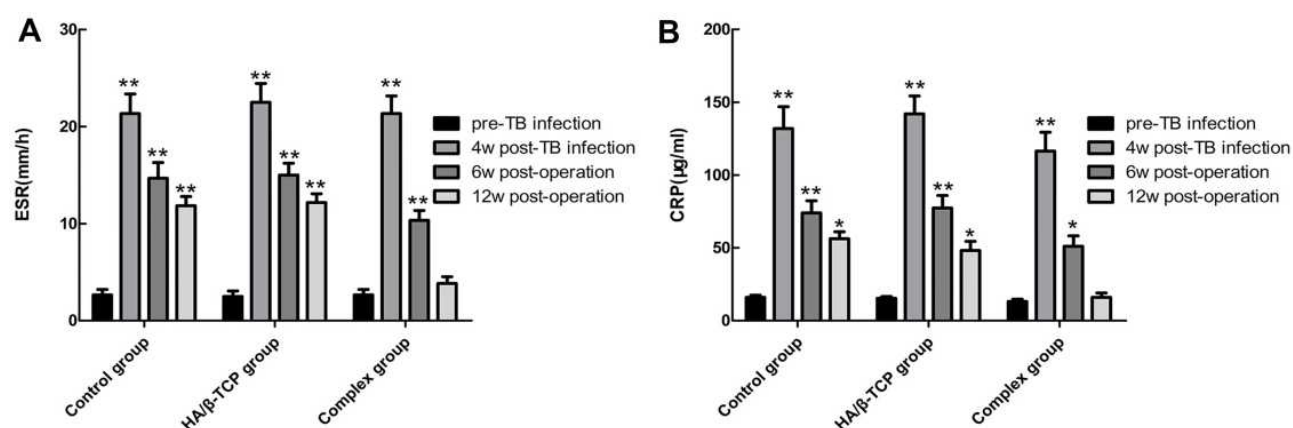 A
30
20
10
0
ESR(mm/h)
** ** ** **
** ** ** **
**
pre-TB infection
4w post-TB infection
6w post-operation
12w post-operation
Control group
HA/β-TCP group
Complex group
B
200
150
100
50
0
CRP(μg/ml)
** ** **
** ** *
* *
pre-TB infection
4w post-TB infection
6w post-operation
12w post-operation
Control group
HA/β-TCP group
Complex group